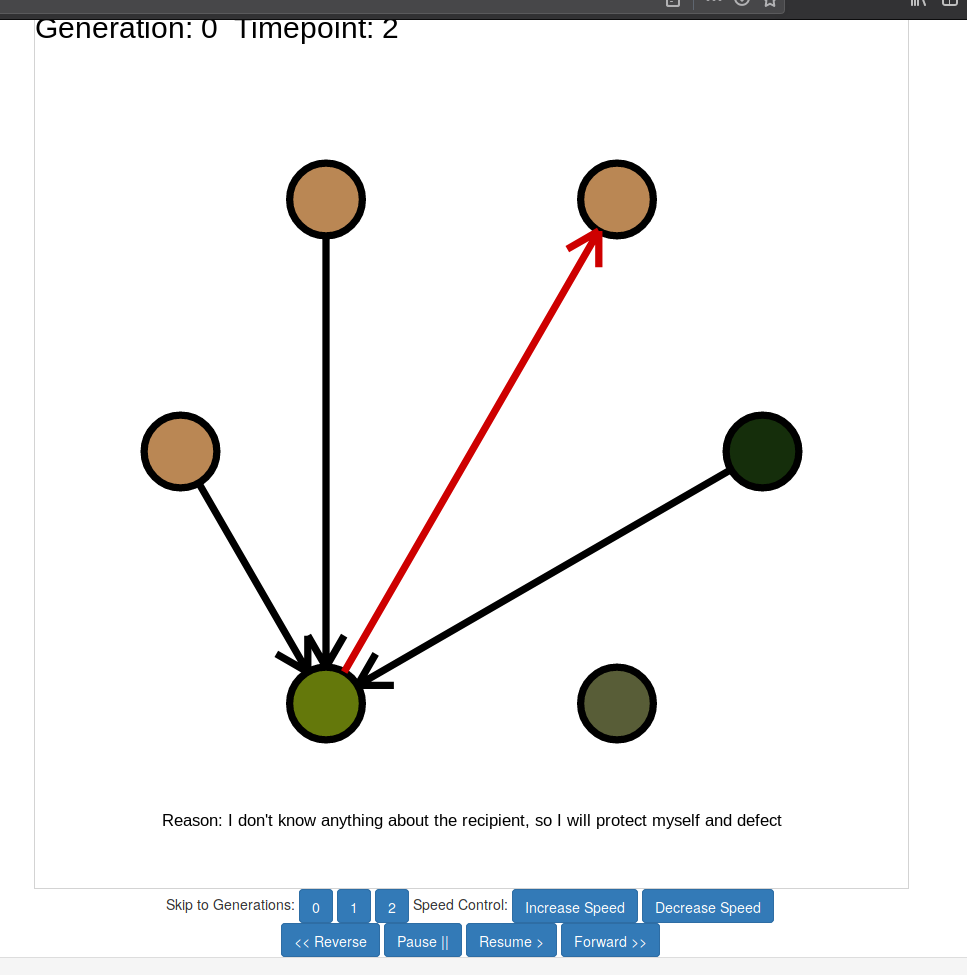 Generation: 0  Timepoint: 2
Reason: I don't know anything about the recipient, so I will protect myself and defect
Skip to Generations: 0 1 2 Speed Control: Increase Speed Decrease Speed
<< Reverse Pause || Resume > Forward >>